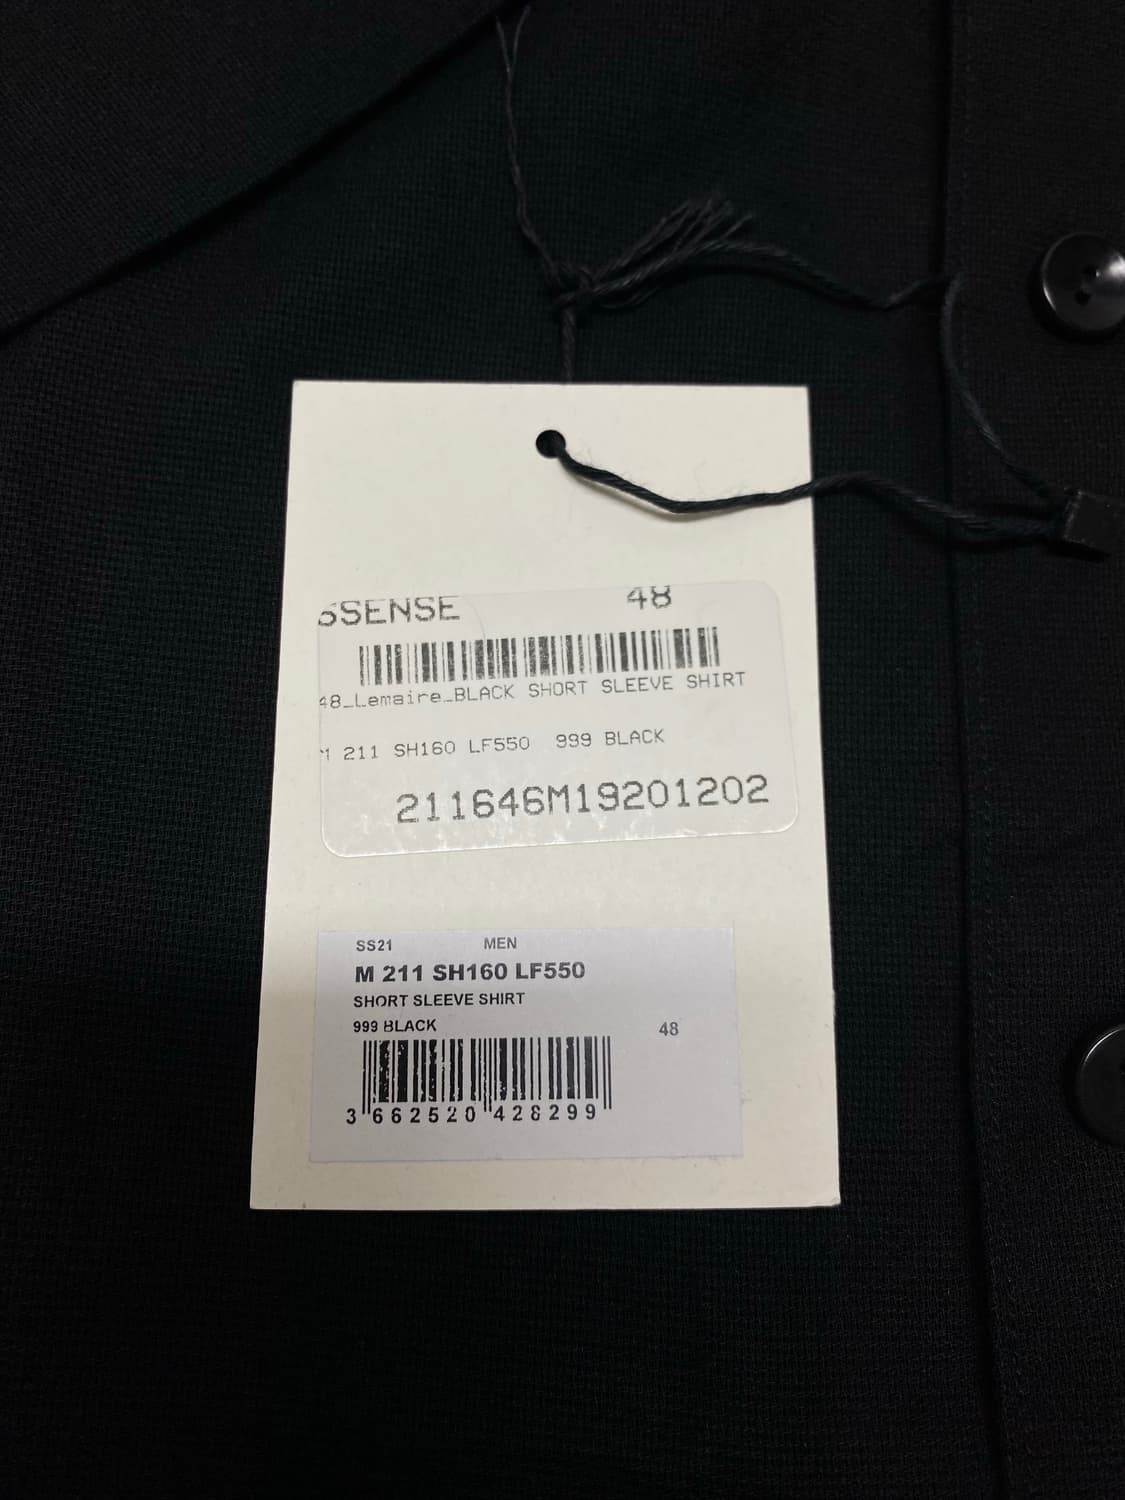 SSENSE 48
48_Lemaire_BLACK SHORT SLEEVE SHIRT
M 211 SH160 LF550 999 BLACK
211646M19201202
SS21 MEN
M 211 SH160 LF550
SHORT SLEEVE SHIRT
999 BLACK 48
3 662520 428299